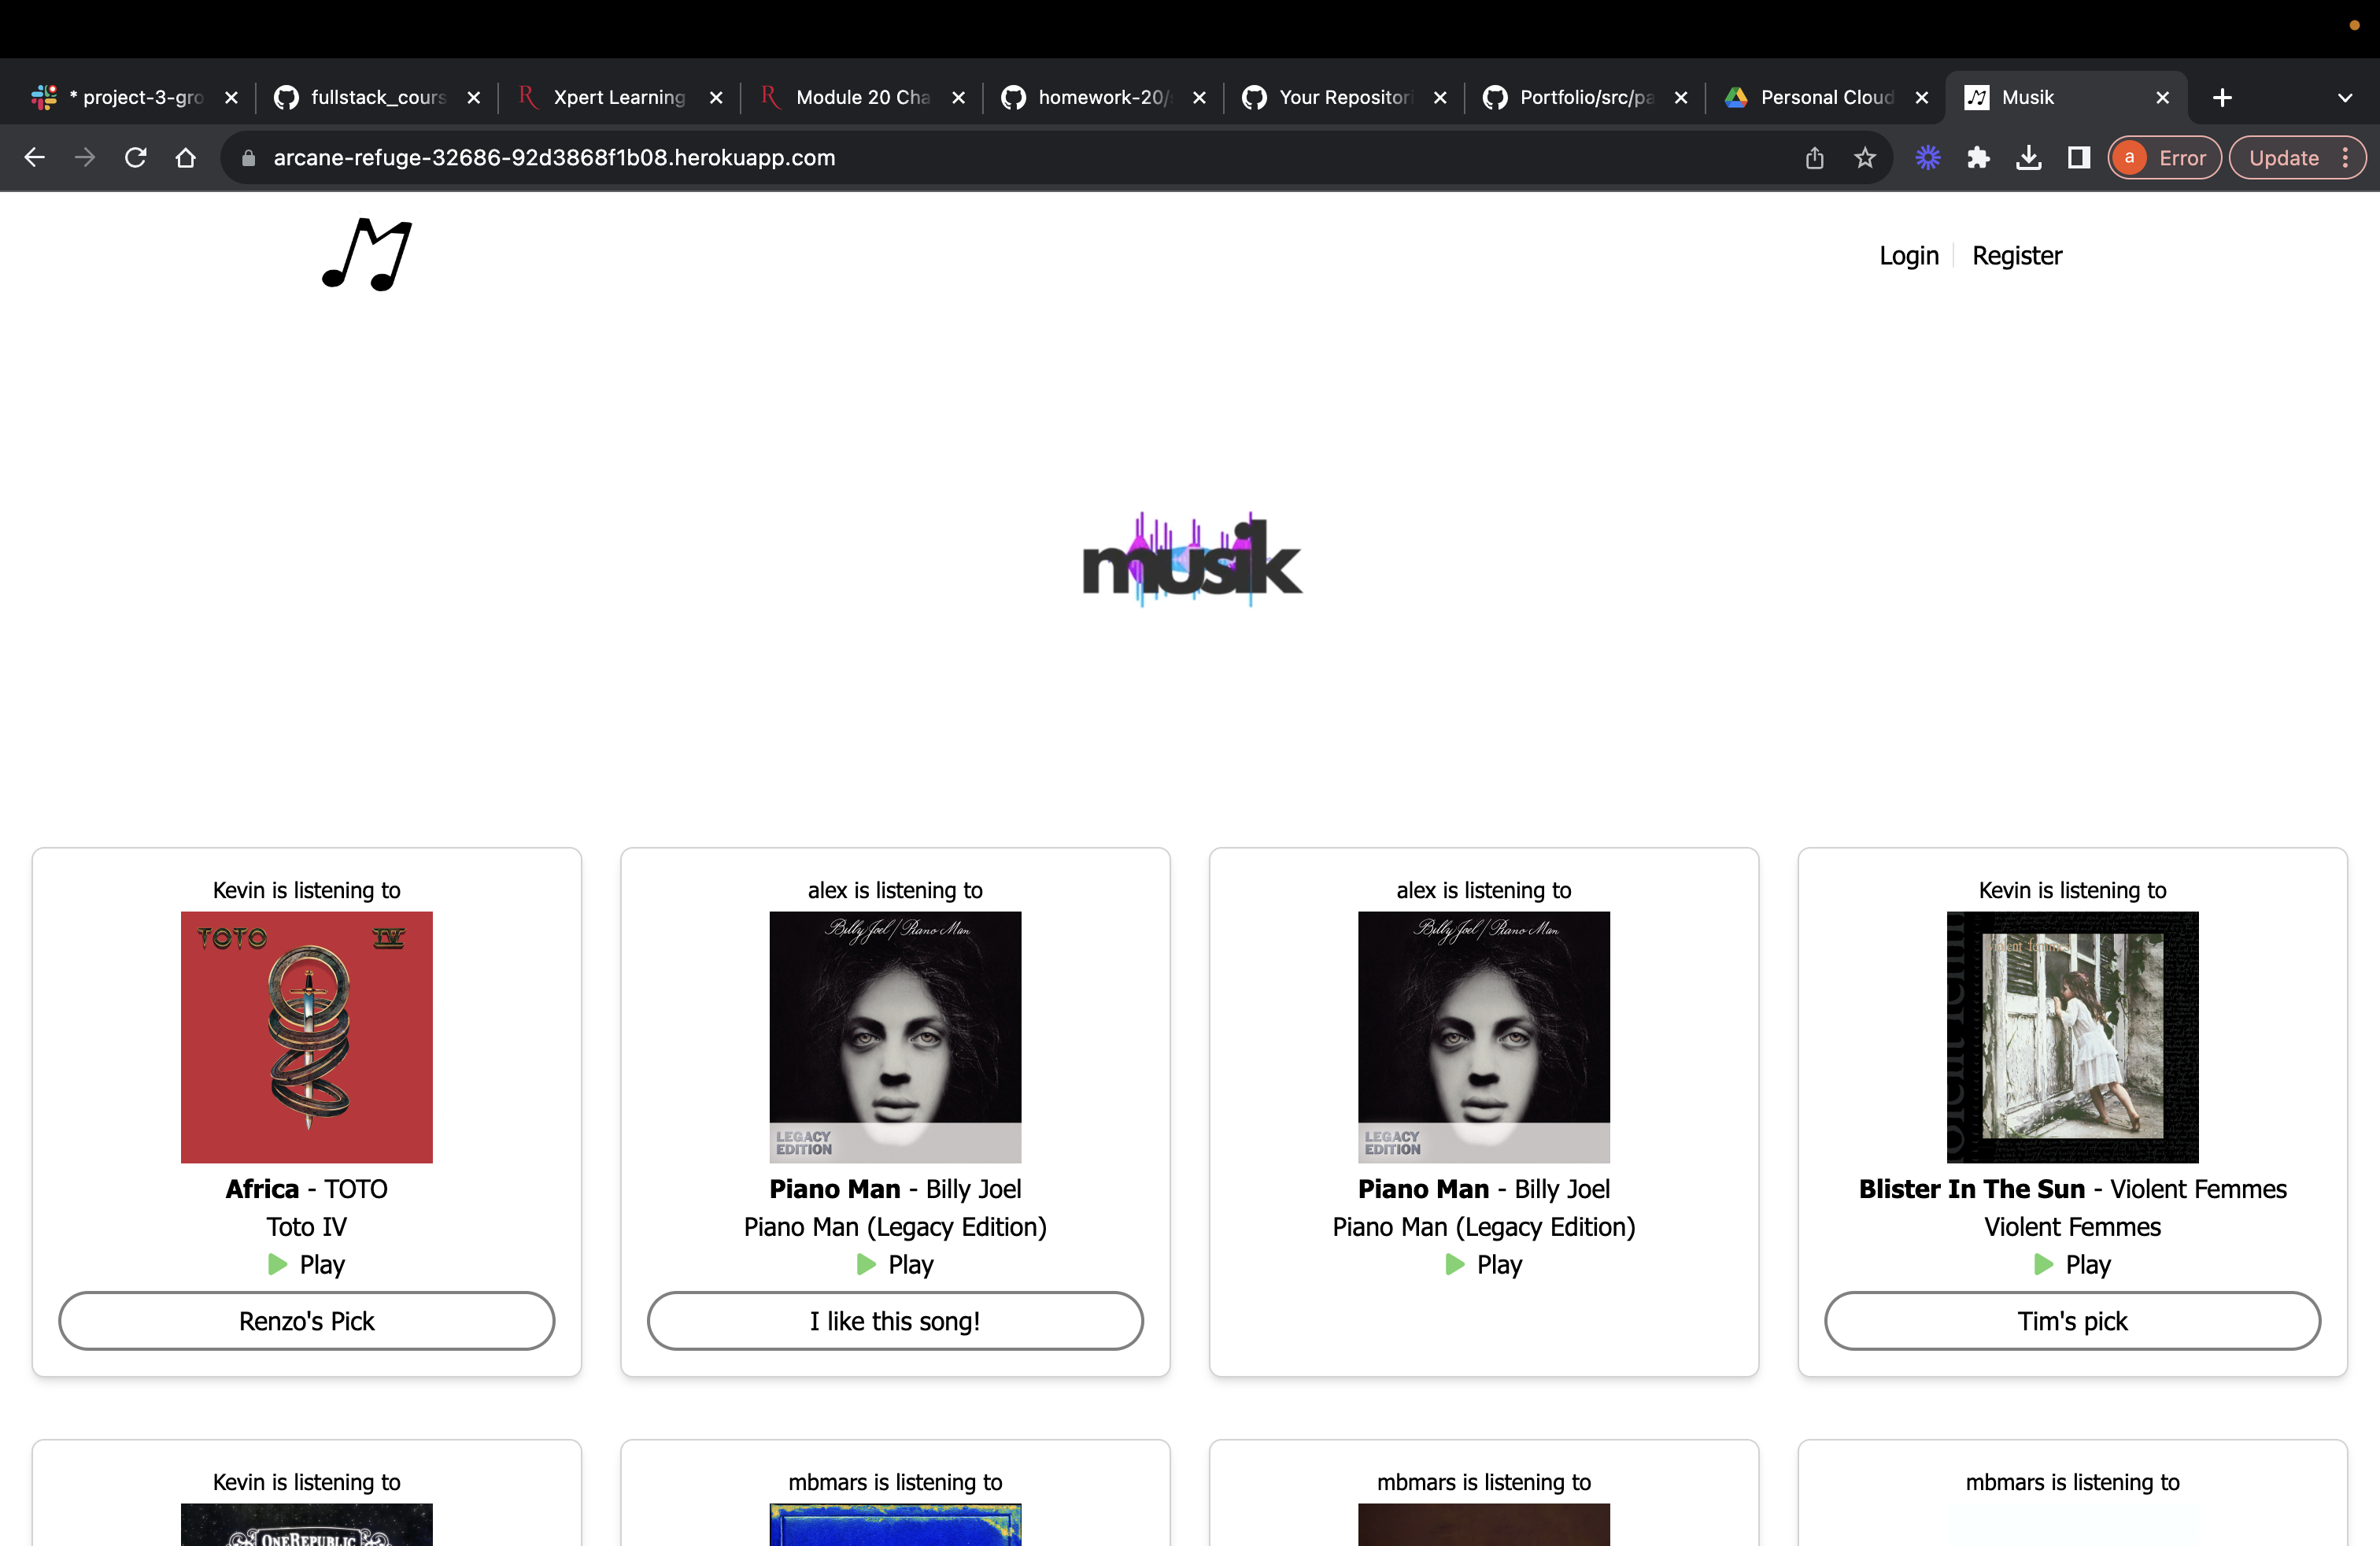 * project-3-gro
fullstack_cours
Xpert Learning
Module 20 Cha
homework-20/
Your Repositori
Portfolio/src/pa
Personal Cloud
Musik
arcane-refuge-32686-92d3868f1b08.herokuapp.com
a Error
Update
Login
Register
musik
Kevin is listening to
TOTO IV
Africa - TOTO
Toto IV
Play
Renzo's Pick
alex is listening to
Billy Joel / Piano Man
LEGACY
EDITION
Piano Man - Billy Joel
Piano Man (Legacy Edition)
Play
I like this song!
alex is listening to
Billy Joel / Piano Man
LEGACY
EDITION
Piano Man - Billy Joel
Piano Man (Legacy Edition)
Play
Kevin is listening to
violent femmes
Blister In The Sun - Violent Femmes
Violent Femmes
Play
Tim's pick
Kevin is listening to
ONEREPUBLIC
mbmars is listening to
mbmars is listening to
mbmars is listening to